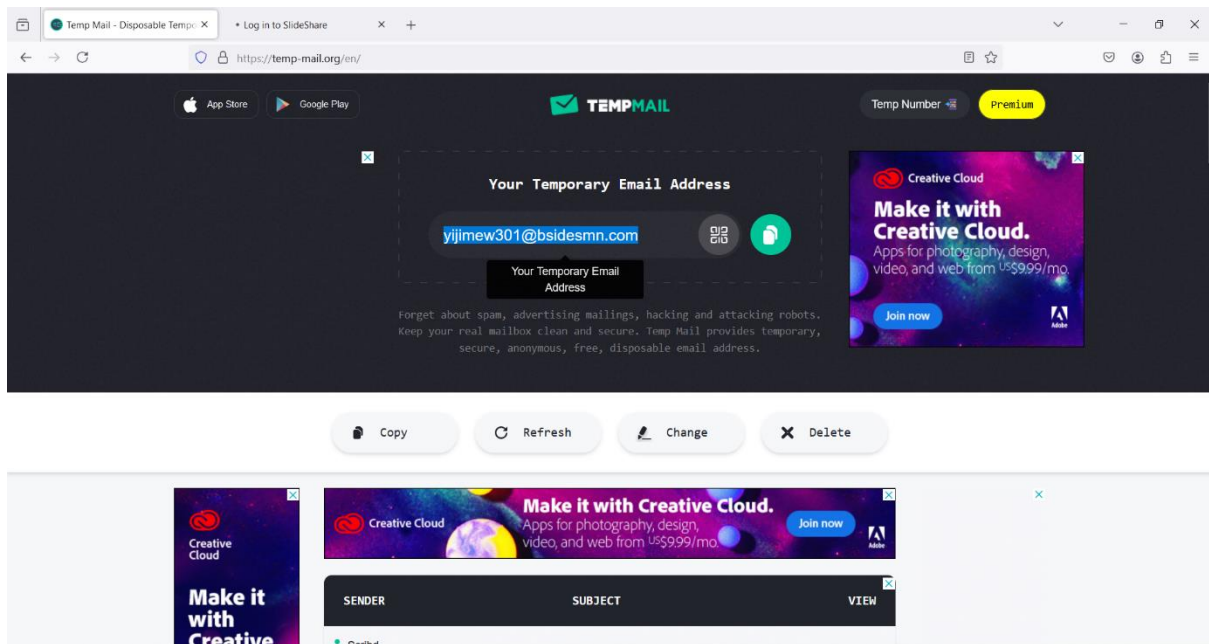 Temp Mail - Disposable Tempo
• Log in to SlideShare
https://temp-mail.org/en/
App Store
Google Play
TEMPMAIL
Temp Number
Premium
Your Temporary Email Address
yijimew301@bsidesmn.com
Your Temporary Email
Address
Forget about spam, advertising mailings, hacking and attacking robots.
Keep your real mailbox clean and secure. Temp Mail provides temporary,
secure, anonymous, free, disposable email address.
Creative Cloud
Make it with
Creative Cloud.
Apps for photography, design,
video, and web from US$9.99/mo.
Join now
Adobe
Copy
Refresh
Change
Delete
Creative
Cloud
Make it
with
Creative
Creative Cloud
Make it with Creative Cloud.
Apps for photography, design,
video, and web from US$9.99/mo.
Join now
Adobe
SENDER
SUBJECT
VIEW